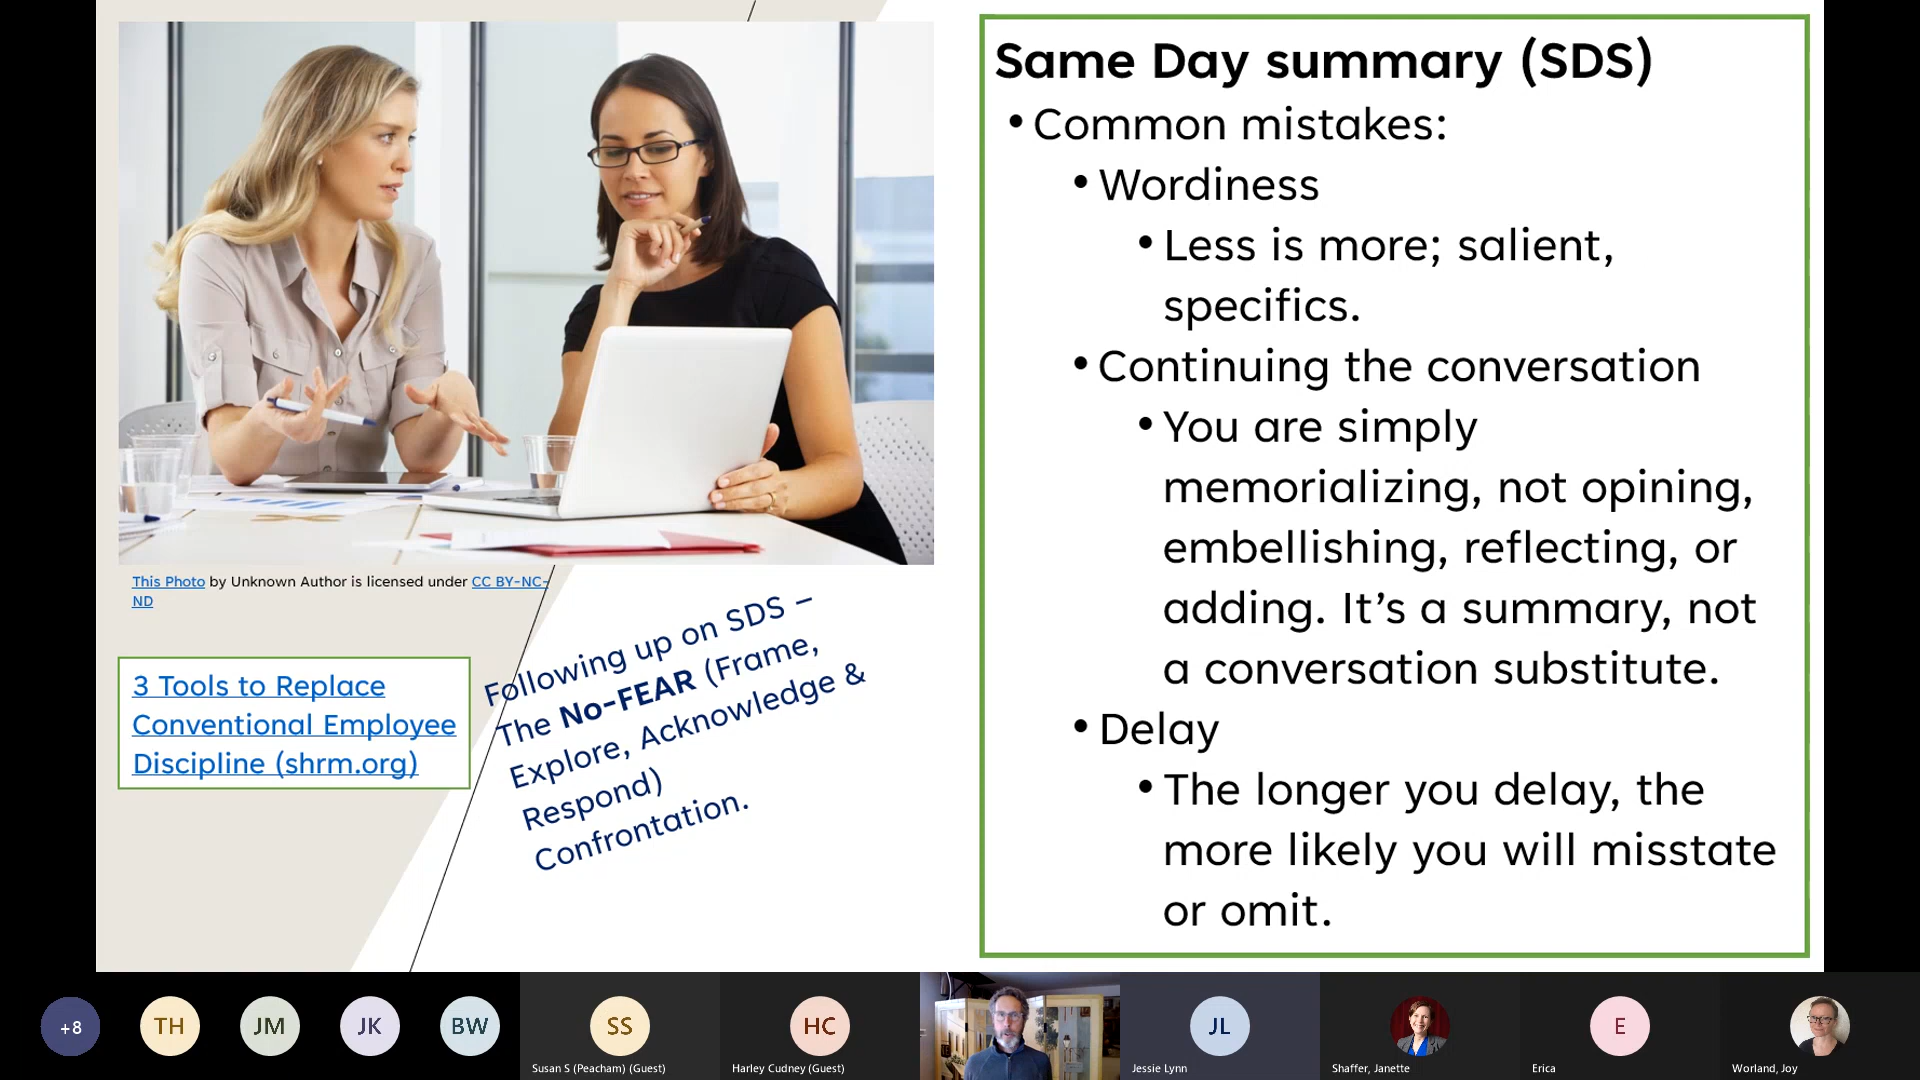 This Photo by Unknown Author is licensed under CC BY-NC-
ND
3 Tools to Replace
Conventional Employee
Discipline (shrm.org)
Following up on SDS –
The No-FEAR (Frame,
Explore, Acknowledge &
Respond)
Confrontation.
Same Day summary (SDS)
• Common mistakes:
• Wordiness
• Less is more; salient,
specifics.
• Continuing the conversation
• You are simply
memorializing, not opining,
embellishing, reflecting, or
adding. It’s a summary, not
a conversation substitute.
• Delay
• The longer you delay, the
more likely you will misstate
or omit.
+8
TH
JM
JK
BW
SS
Susan S (Peacham) (Guest)
HC
Harley Cudney (Guest)
JL
Jessie Lynn
Shaffer, Janette
E
Erica
Worland, Joy